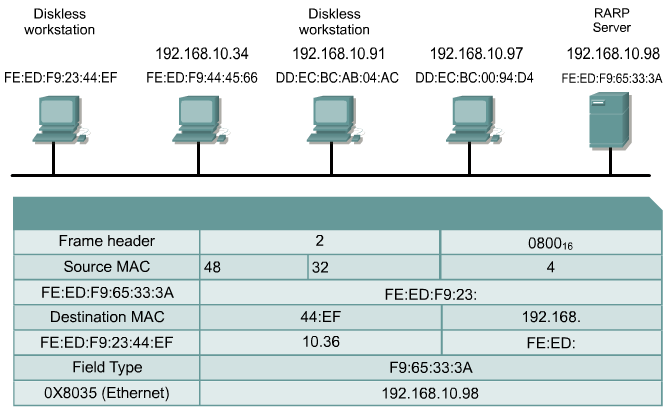 Diskless
workstation
Diskless
workstation
RARP
Server
192.168.10.34
192.168.10.91
192.168.10.97
192.168.10.98
FE:ED:F9:23:44:EF
FE:ED:F9:44:45:66
DD:EC:BC:AB:04:AC
DD:EC:BC:00:94:D4
FE:ED:F9:65:33:3A
Frame header 2 0800₁₆
Source MAC 48 32 4
FE:ED:F9:65:33:3A FE:ED:F9:23:
Destination MAC 44:EF 192.168.
FE:ED:F9:23:44:EF 10.36 FE:ED:
Field Type F9:65:33:3A
0X8035 (Ethernet) 192.168.10.98